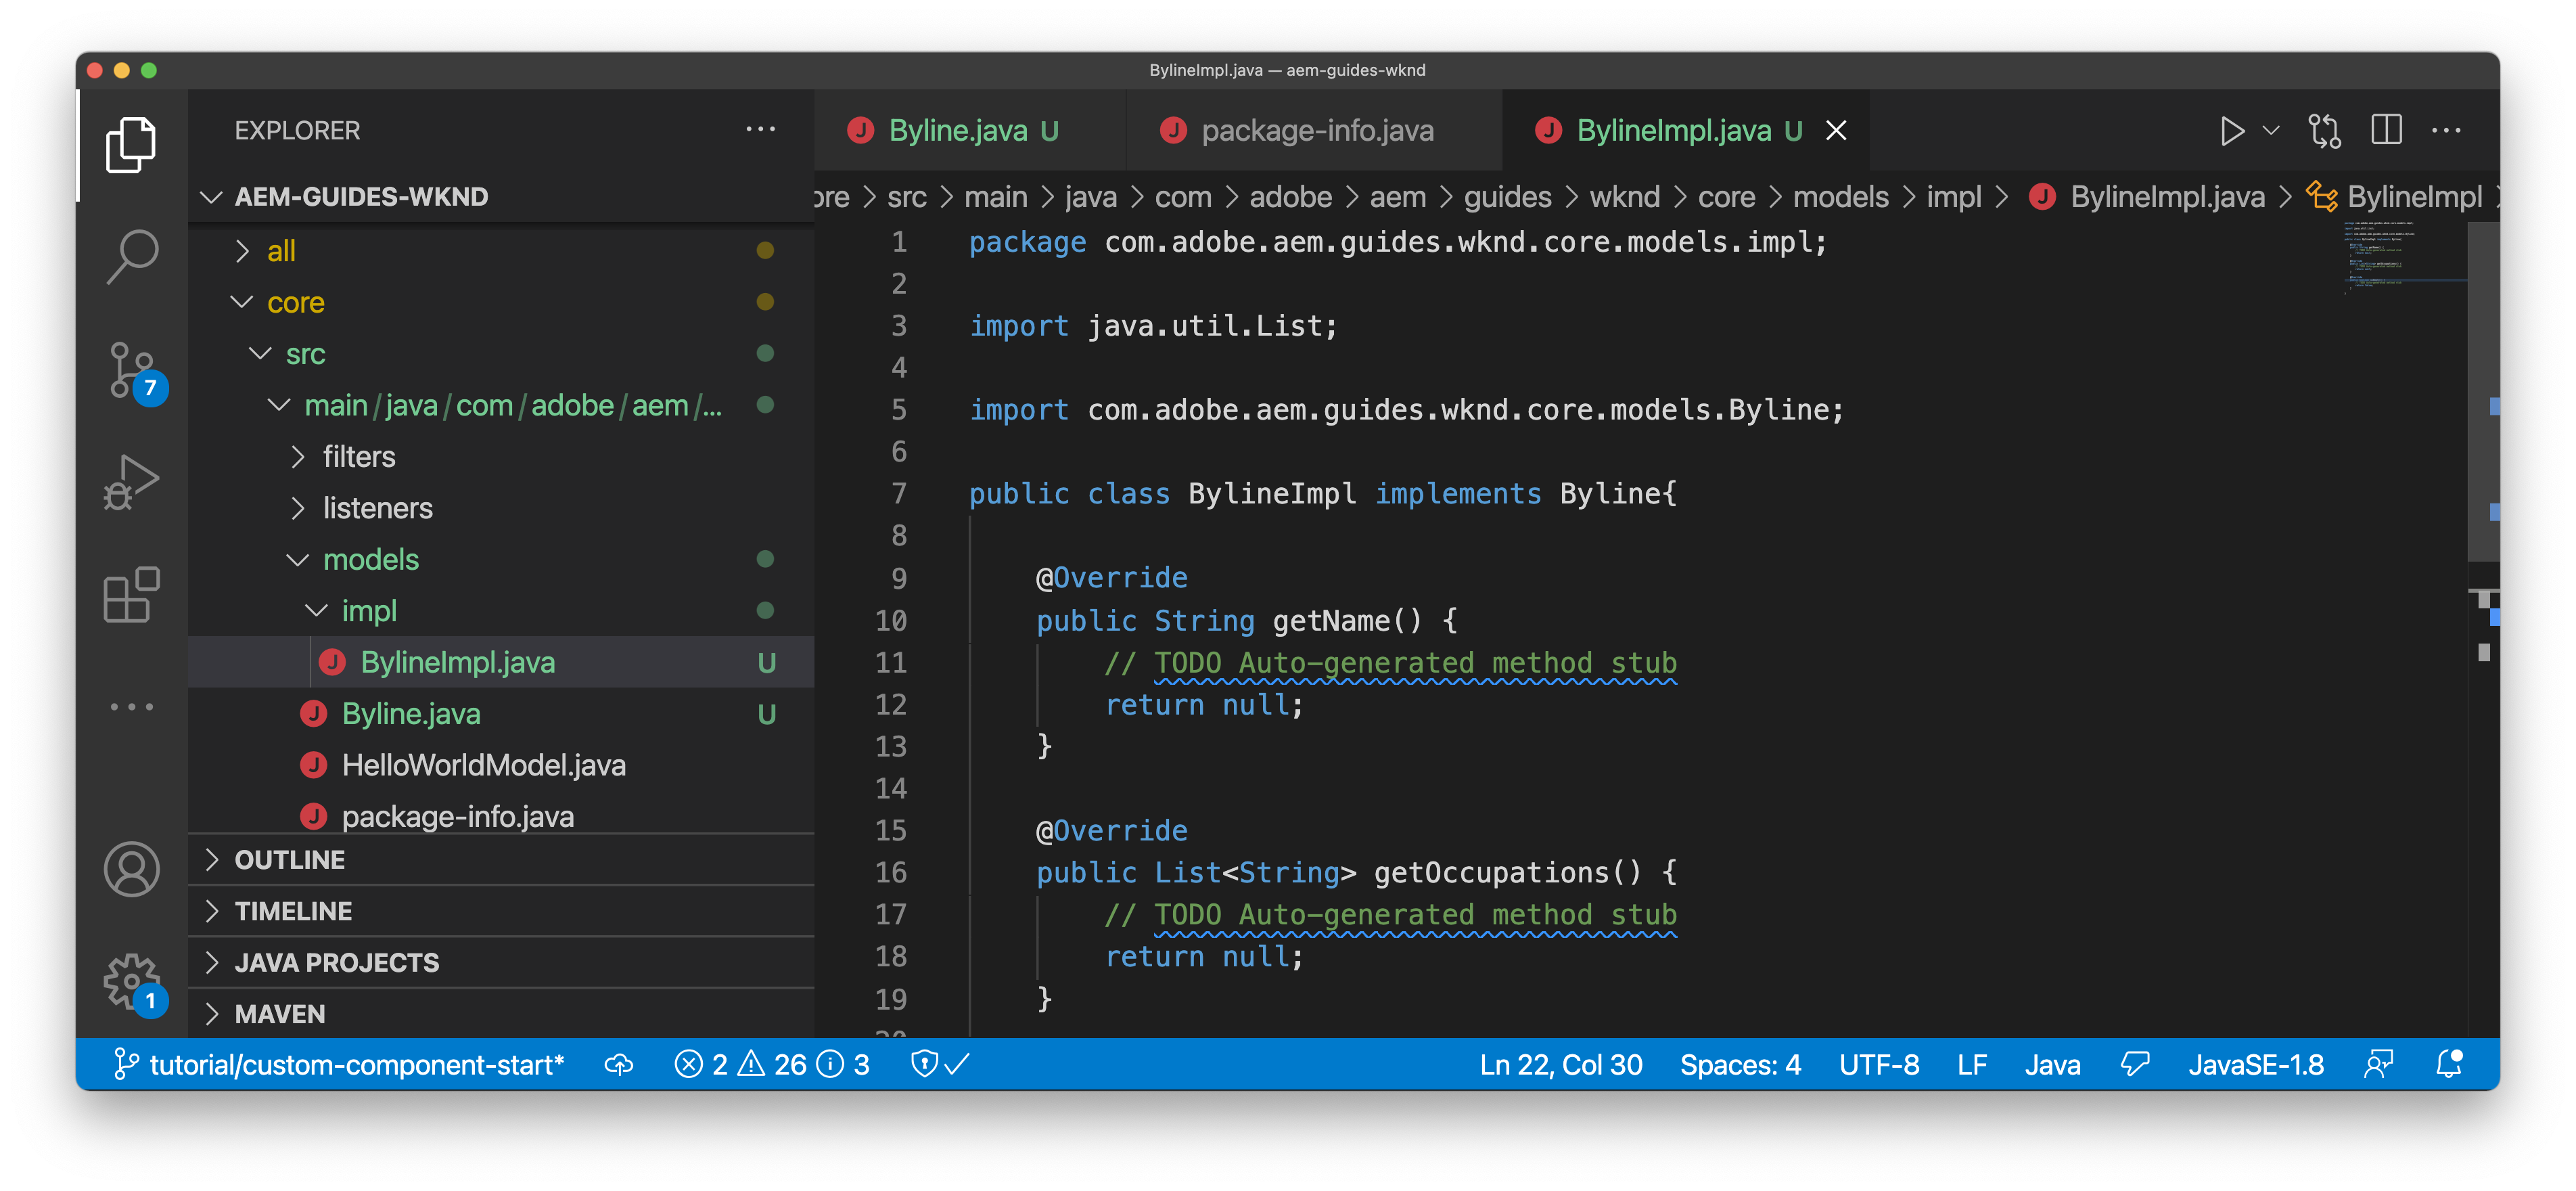 BylineImpl.java — aem-guides-wknd
EXPLORER
AEM-GUIDES-WKND
all
core
src
main/java/com/adobe/aem/...
filters
listeners
models
impl
BylineImpl.java U
Byline.java U
HelloWorldModel.java
package-info.java
OUTLINE
TIMELINE
JAVA PROJECTS
MAVEN
7
1
Byline.java U package-info.java BylineImpl.java U
ore > src > main > java > com > adobe > aem > guides > wknd > core > models > impl > BylineImpl.java > BylineImpl
1 package com.adobe.aem.guides.wknd.core.models.impl;
2
3 import java.util.List;
4
5 import com.adobe.aem.guides.wknd.core.models.Byline;
6
7 public class BylineImpl implements Byline{
8
9 @Override
10 public String getName() {
11 // TODO Auto-generated method stub
12 return null;
13 }
14
15 @Override
16 public List<String> getOccupations() {
17 // TODO Auto-generated method stub
18 return null;
19 }
tutorial/custom-component-start* 2 26 3 Ln 22, Col 30 Spaces: 4 UTF-8 LF Java JavaSE-1.8